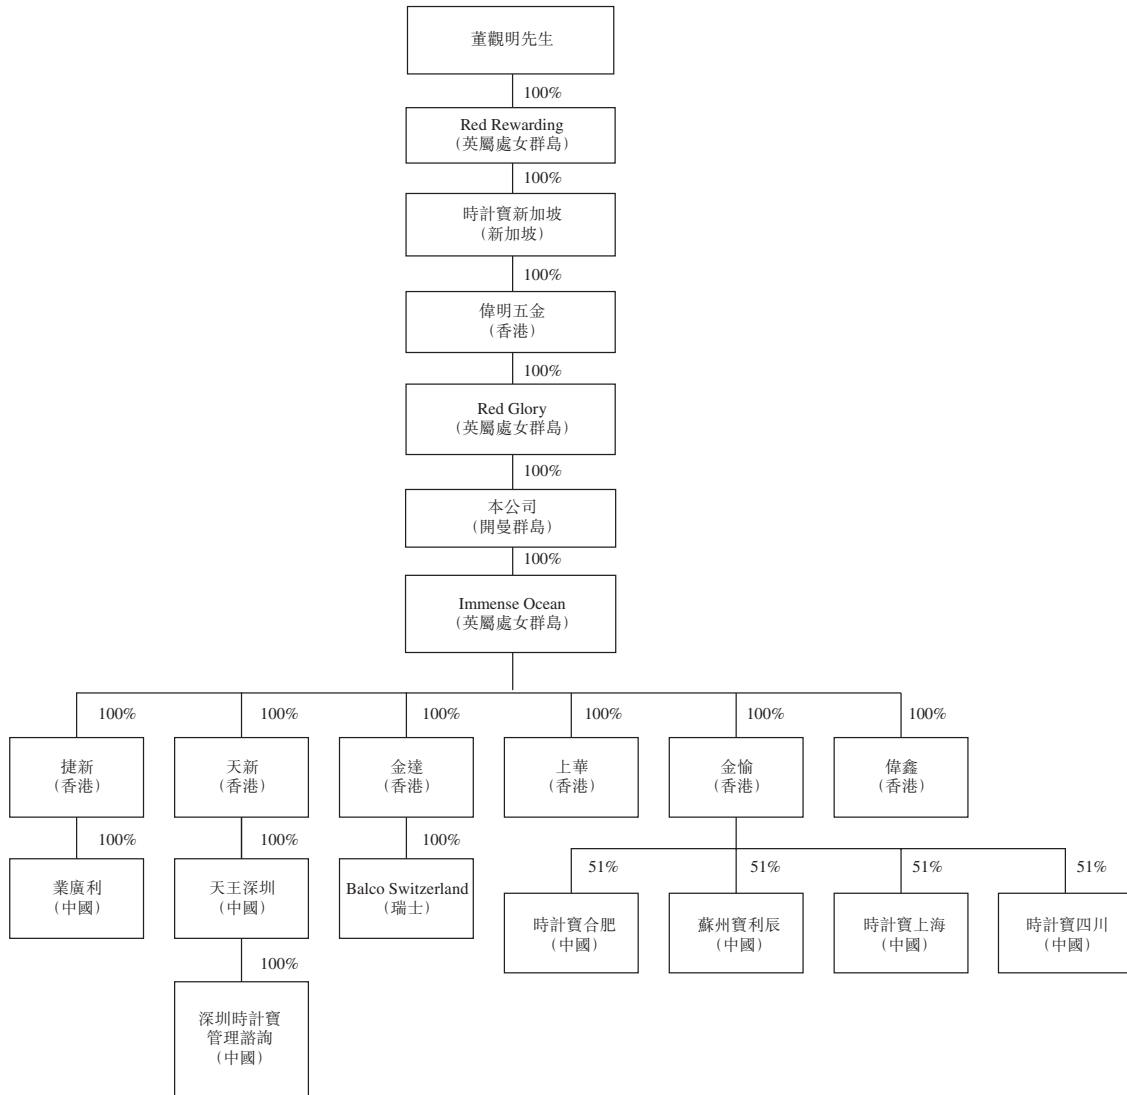 董觀明先生
100%
Red Rewarding
(英屬處女群島)
100%
時計寶新加坡
(新加坡)
100%
偉明五金
(香港)
100%
Red Glory
(英屬處女群島)
100%
本公司
(開曼群島)
100%
Immense Ocean
(英屬處女群島)
100%
100%
100%
100%
100%
100%
捷新
(香港)
天新
(香港)
金達
(香港)
上華
(香港)
金愉
(香港)
偉鑫
(香港)
100%
100%
100%
業廣利
(中國)
天王深圳
(中國)
Balco Switzerland
(瑞士)
51%
51%
51%
51%
時計寶合肥
(中國)
蘇州寶利辰
(中國)
時計寶上海
(中國)
時計寶四川
(中國)
100%
深圳時計寶
管理諮詢
(中國)